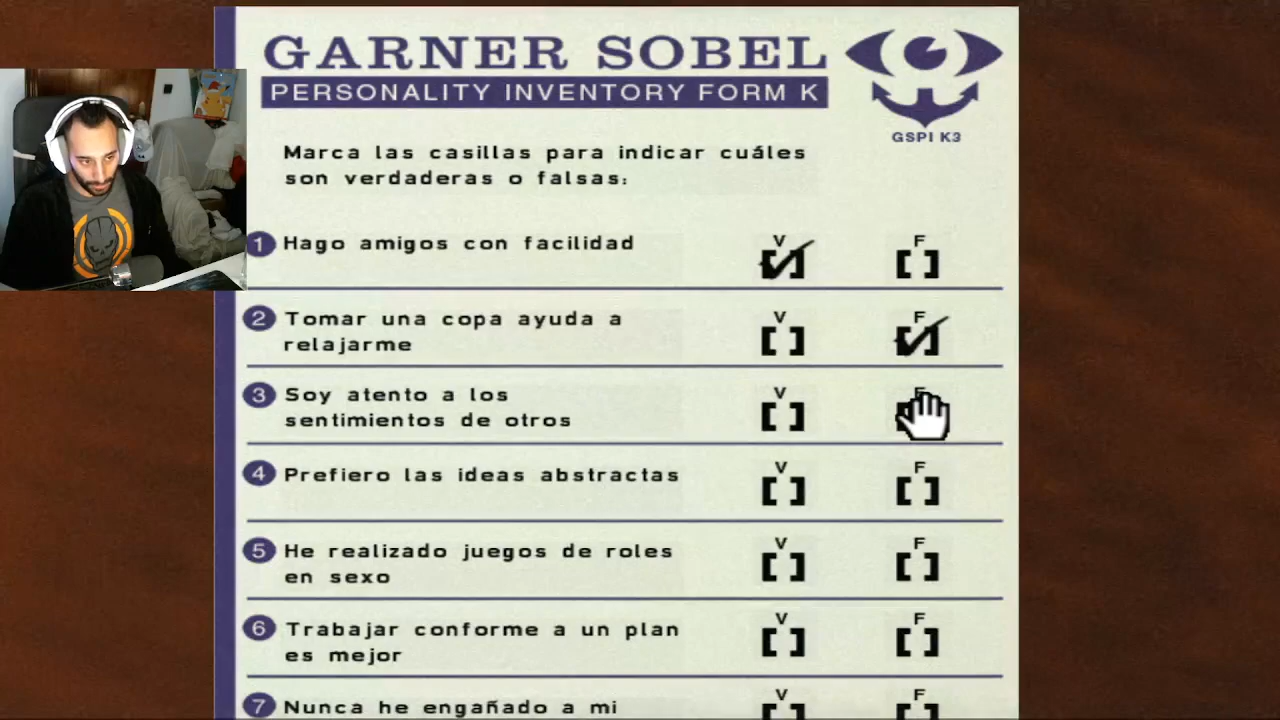 GARNER SOBEL
PERSONALITY INVENTORY FORM K
GSPI K3
Marca las casillas para indicar cuáles
son verdaderas o falsas:
1 Hago amigos con facilidad V F
2 Tomar una copa ayuda a
relajarme V F
3 Soy atento a los
sentimientos de otros V
4 Prefiero las ideas abstractas V F
5 He realizado juegos de roles
en sexo V F
6 Trabajar conforme a un plan
es mejor V F
7 Nunca he engañado a mi V F